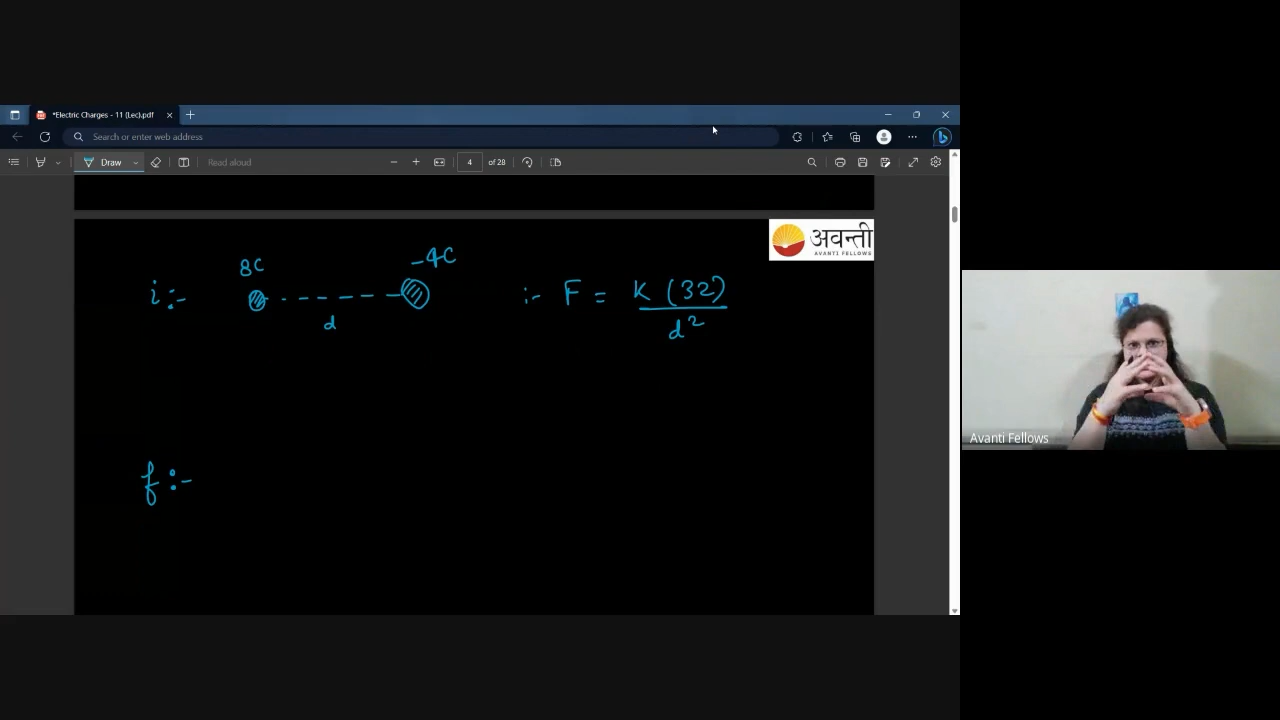 *Electric Charges - 11 (Lec).pdf
Search or enter web address
Draw
Read aloud
4 of 28
अवन्ती
AVANTI FELLOWS
8C
-4C
i :-
d
:- F = K (32)
d²
f :-
Avanti Fellows